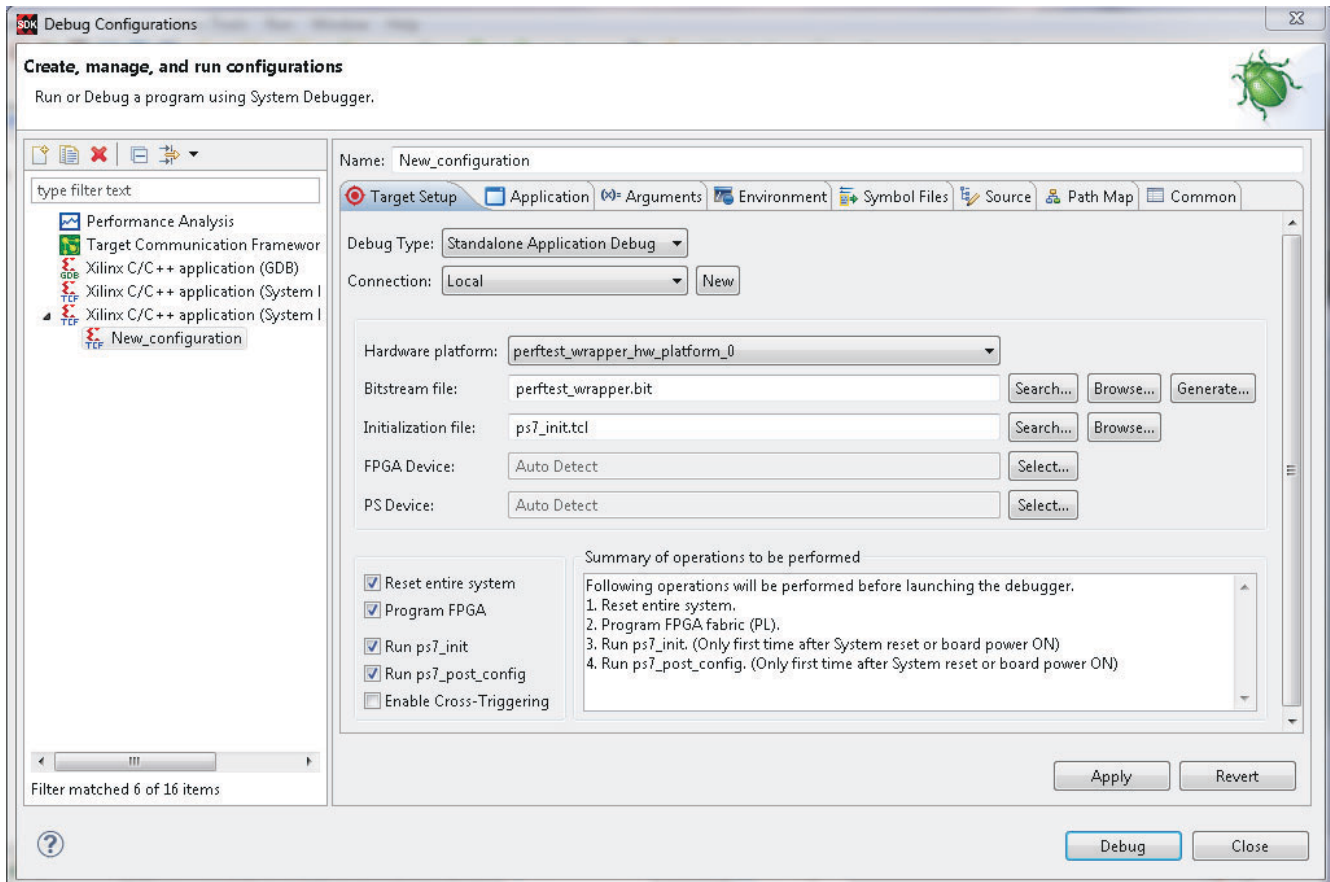 SDK Debug Configurations
Create, manage, and run configurations
Run or Debug a program using System Debugger.
type filter text
Performance Analysis
Target Communication Framewor
GDB Xilinx C/C++ application (GDB)
TCF Xilinx C/C++ application (System I
TCF Xilinx C/C++ application (System I
TCF New_configuration
Filter matched 6 of 16 items
Name: New_configuration
Target Setup Application (x)= Arguments Environment Symbol Files Source Path Map Common
Debug Type: Standalone Application Debug
Connection: Local New
Hardware platform: perftest_wrapper_hw_platform_0
Bitstream file: perftest_wrapper.bit Search... Browse... Generate...
Initialization file: ps7_init.tcl Search... Browse...
FPGA Device: Auto Detect Select...
PS Device: Auto Detect Select...
Reset entire system
Program FPGA
Run ps7_init
Run ps7_post_config
Enable Cross-Triggering
Summary of operations to be performed
Following operations will be performed before launching the debugger.
1. Reset entire system.
2. Program FPGA fabric (PL).
3. Run ps7_init. (Only first time after System reset or board power ON)
4. Run ps7_post_config. (Only first time after System reset or board power ON)
Apply Revert
? Debug Close